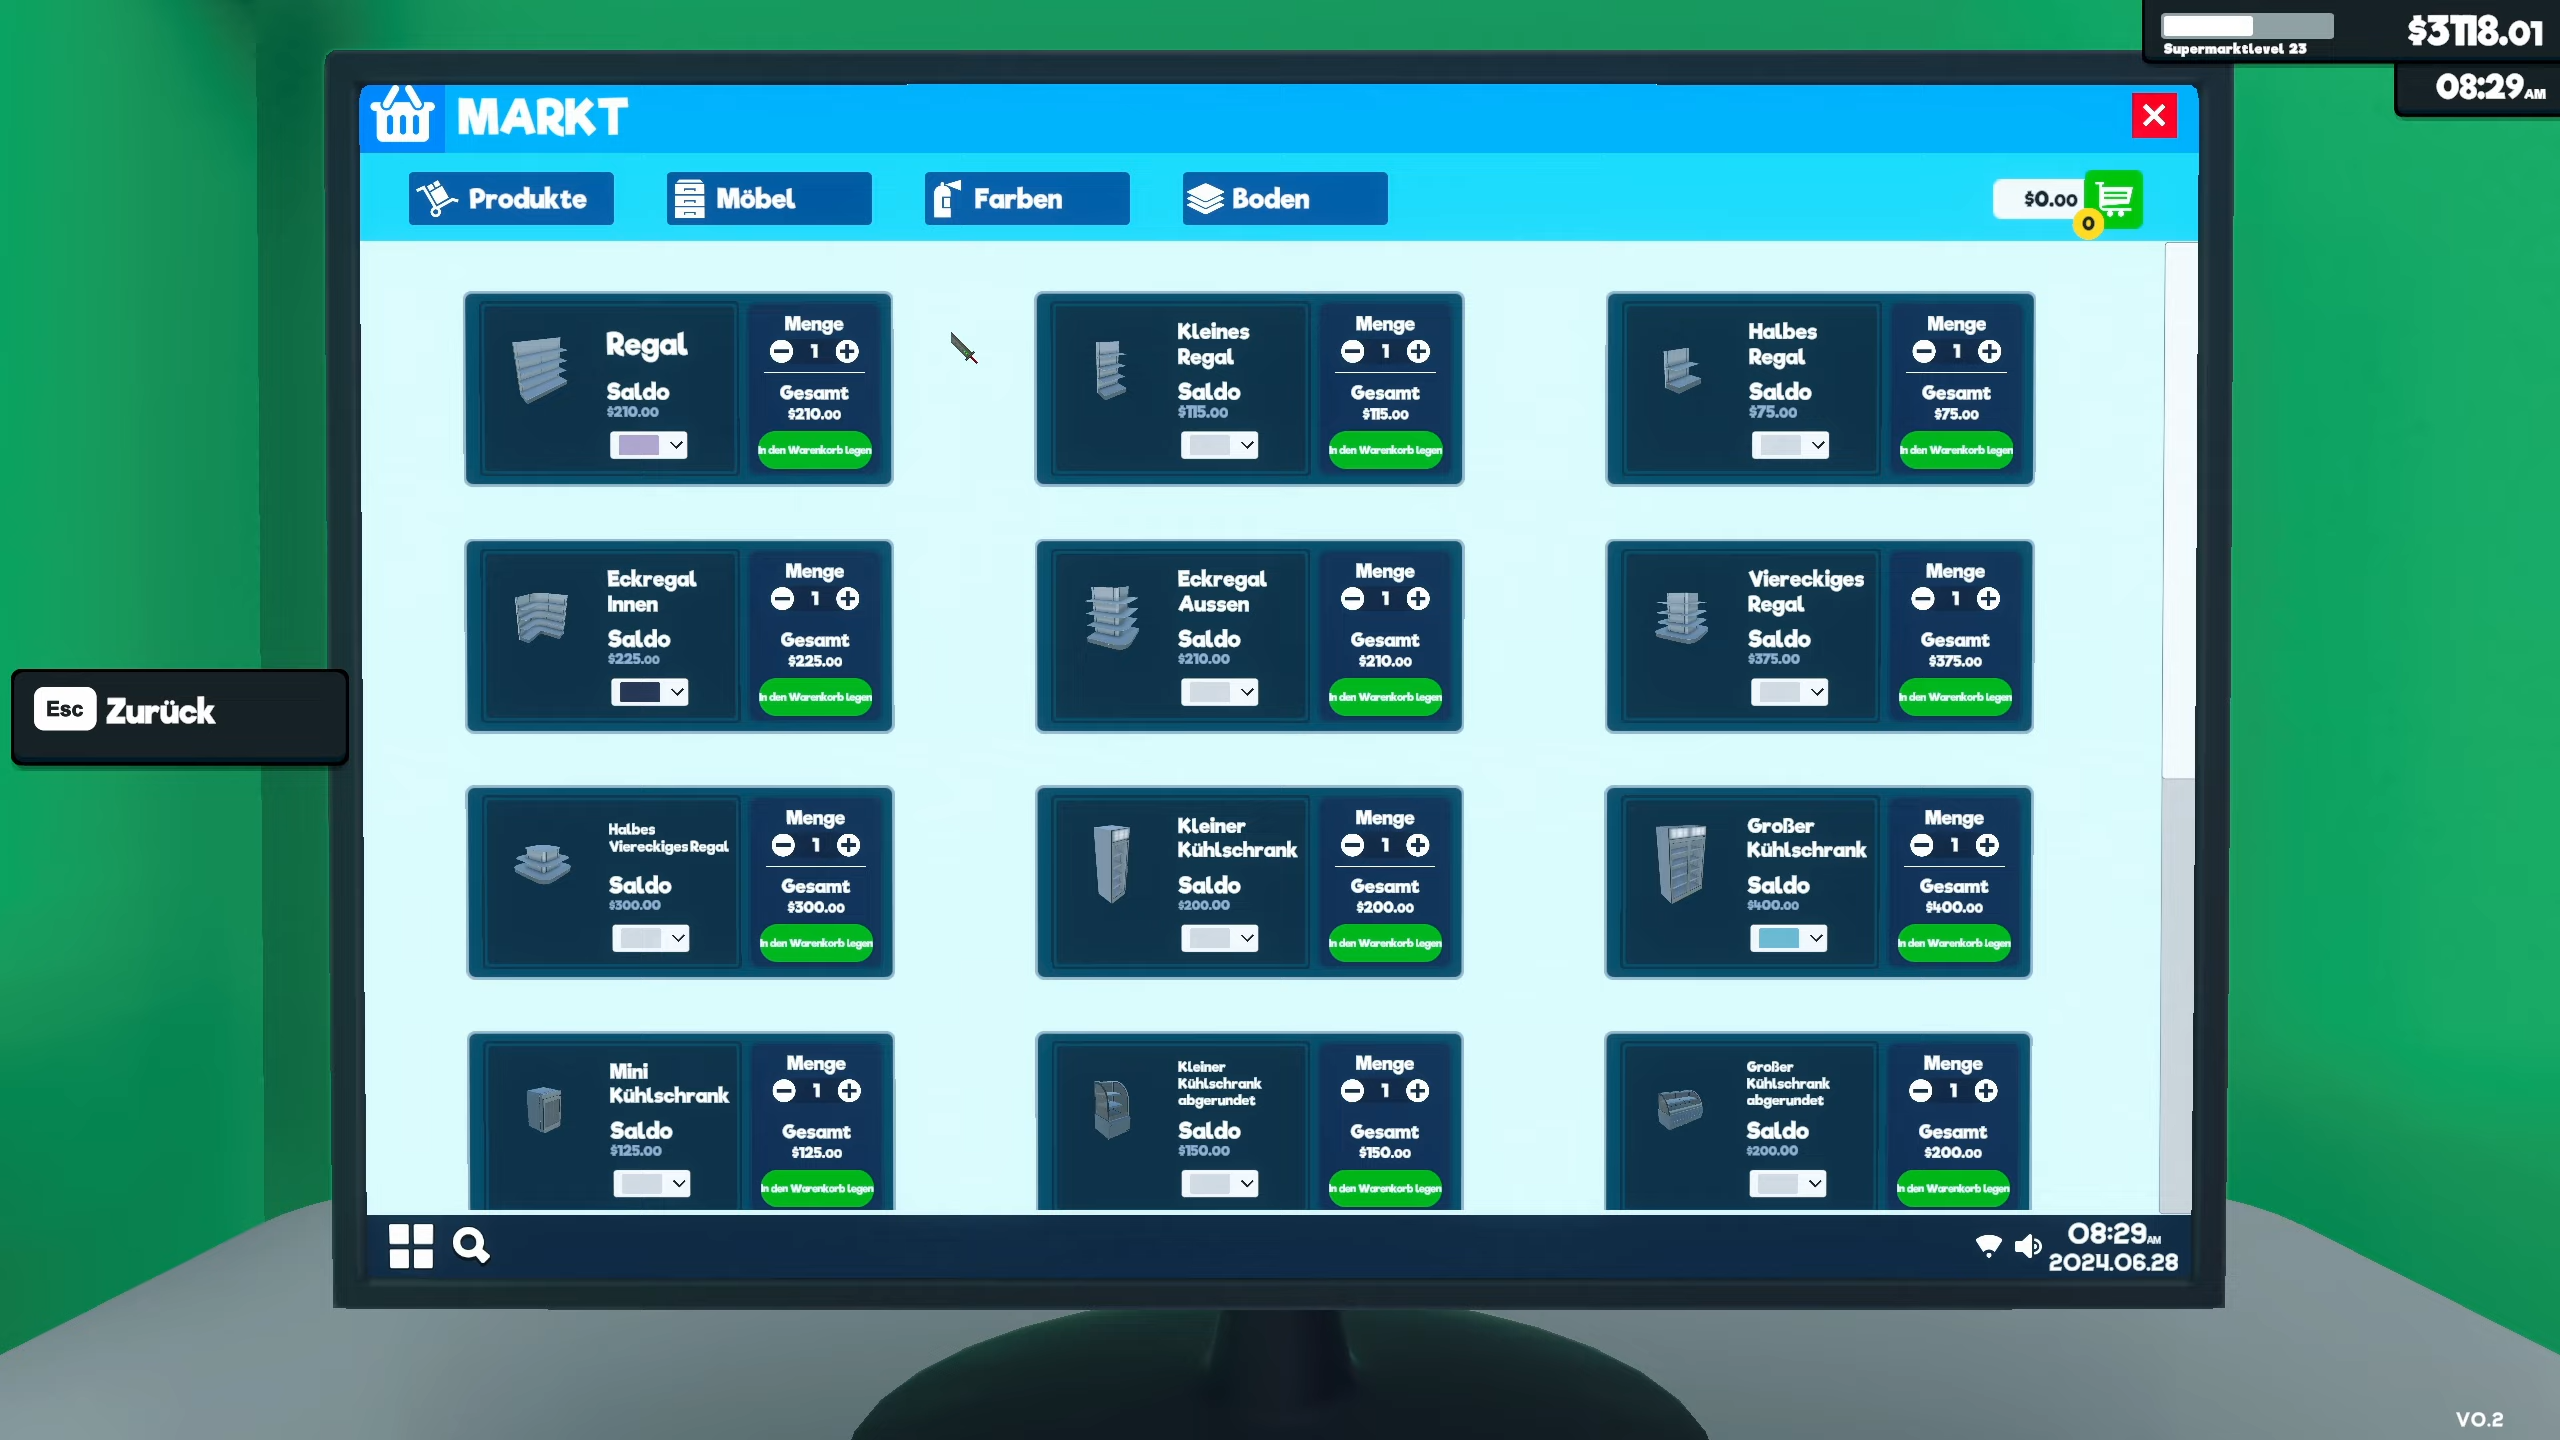 $3118.01
Supermarktlevel 23
08:29AM
MARKT
Produkte
Möbel
Farben
Boden
$0.00
0
Regal
Saldo
$210.00
Menge
1
Gesamt
$210.00
In den Warenkorb legen
Kleines
Regal
Saldo
$115.00
Menge
1
Gesamt
$115.00
In den Warenkorb legen
Halbes
Regal
Saldo
$75.00
Menge
1
Gesamt
$75.00
In den Warenkorb legen
Eckregal
Innen
Saldo
$225.00
Menge
1
Gesamt
$225.00
In den Warenkorb legen
Eckregal
Aussen
Saldo
$210.00
Menge
1
Gesamt
$210.00
In den Warenkorb legen
Viereckiges
Regal
Saldo
$375.00
Menge
1
Gesamt
$375.00
In den Warenkorb legen
Esc Zurück
Halbes
Viereckiges Regal
Saldo
$300.00
Menge
1
Gesamt
$300.00
In den Warenkorb legen
Kleiner
Kühlschrank
Saldo
$200.00
Menge
1
Gesamt
$200.00
In den Warenkorb legen
Großer
Kühlschrank
Saldo
$400.00
Menge
1
Gesamt
$400.00
In den Warenkorb legen
Mini
Kühlschrank
Saldo
$125.00
Menge
1
Gesamt
$125.00
In den Warenkorb legen
Kleiner
Kühlschrank
abgerundet
Saldo
$150.00
Menge
1
Gesamt
$150.00
In den Warenkorb legen
Großer
Kühlschrank
abgerundet
Saldo
$200.00
Menge
1
Gesamt
$200.00
In den Warenkorb legen
08:29AM
2024.06.28
V0.2